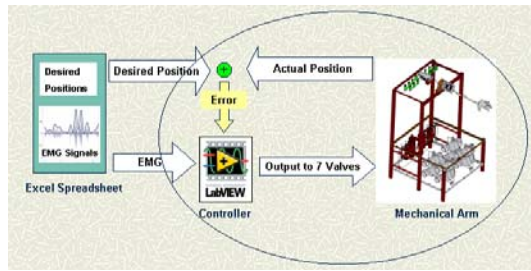 Desired
Positions
EMG Signals
Excel Spreadsheet
Desired Position
Actual Position
Error
EMG
LabVIEW
Controller
Output to 7 Valves
Mechanical Arm